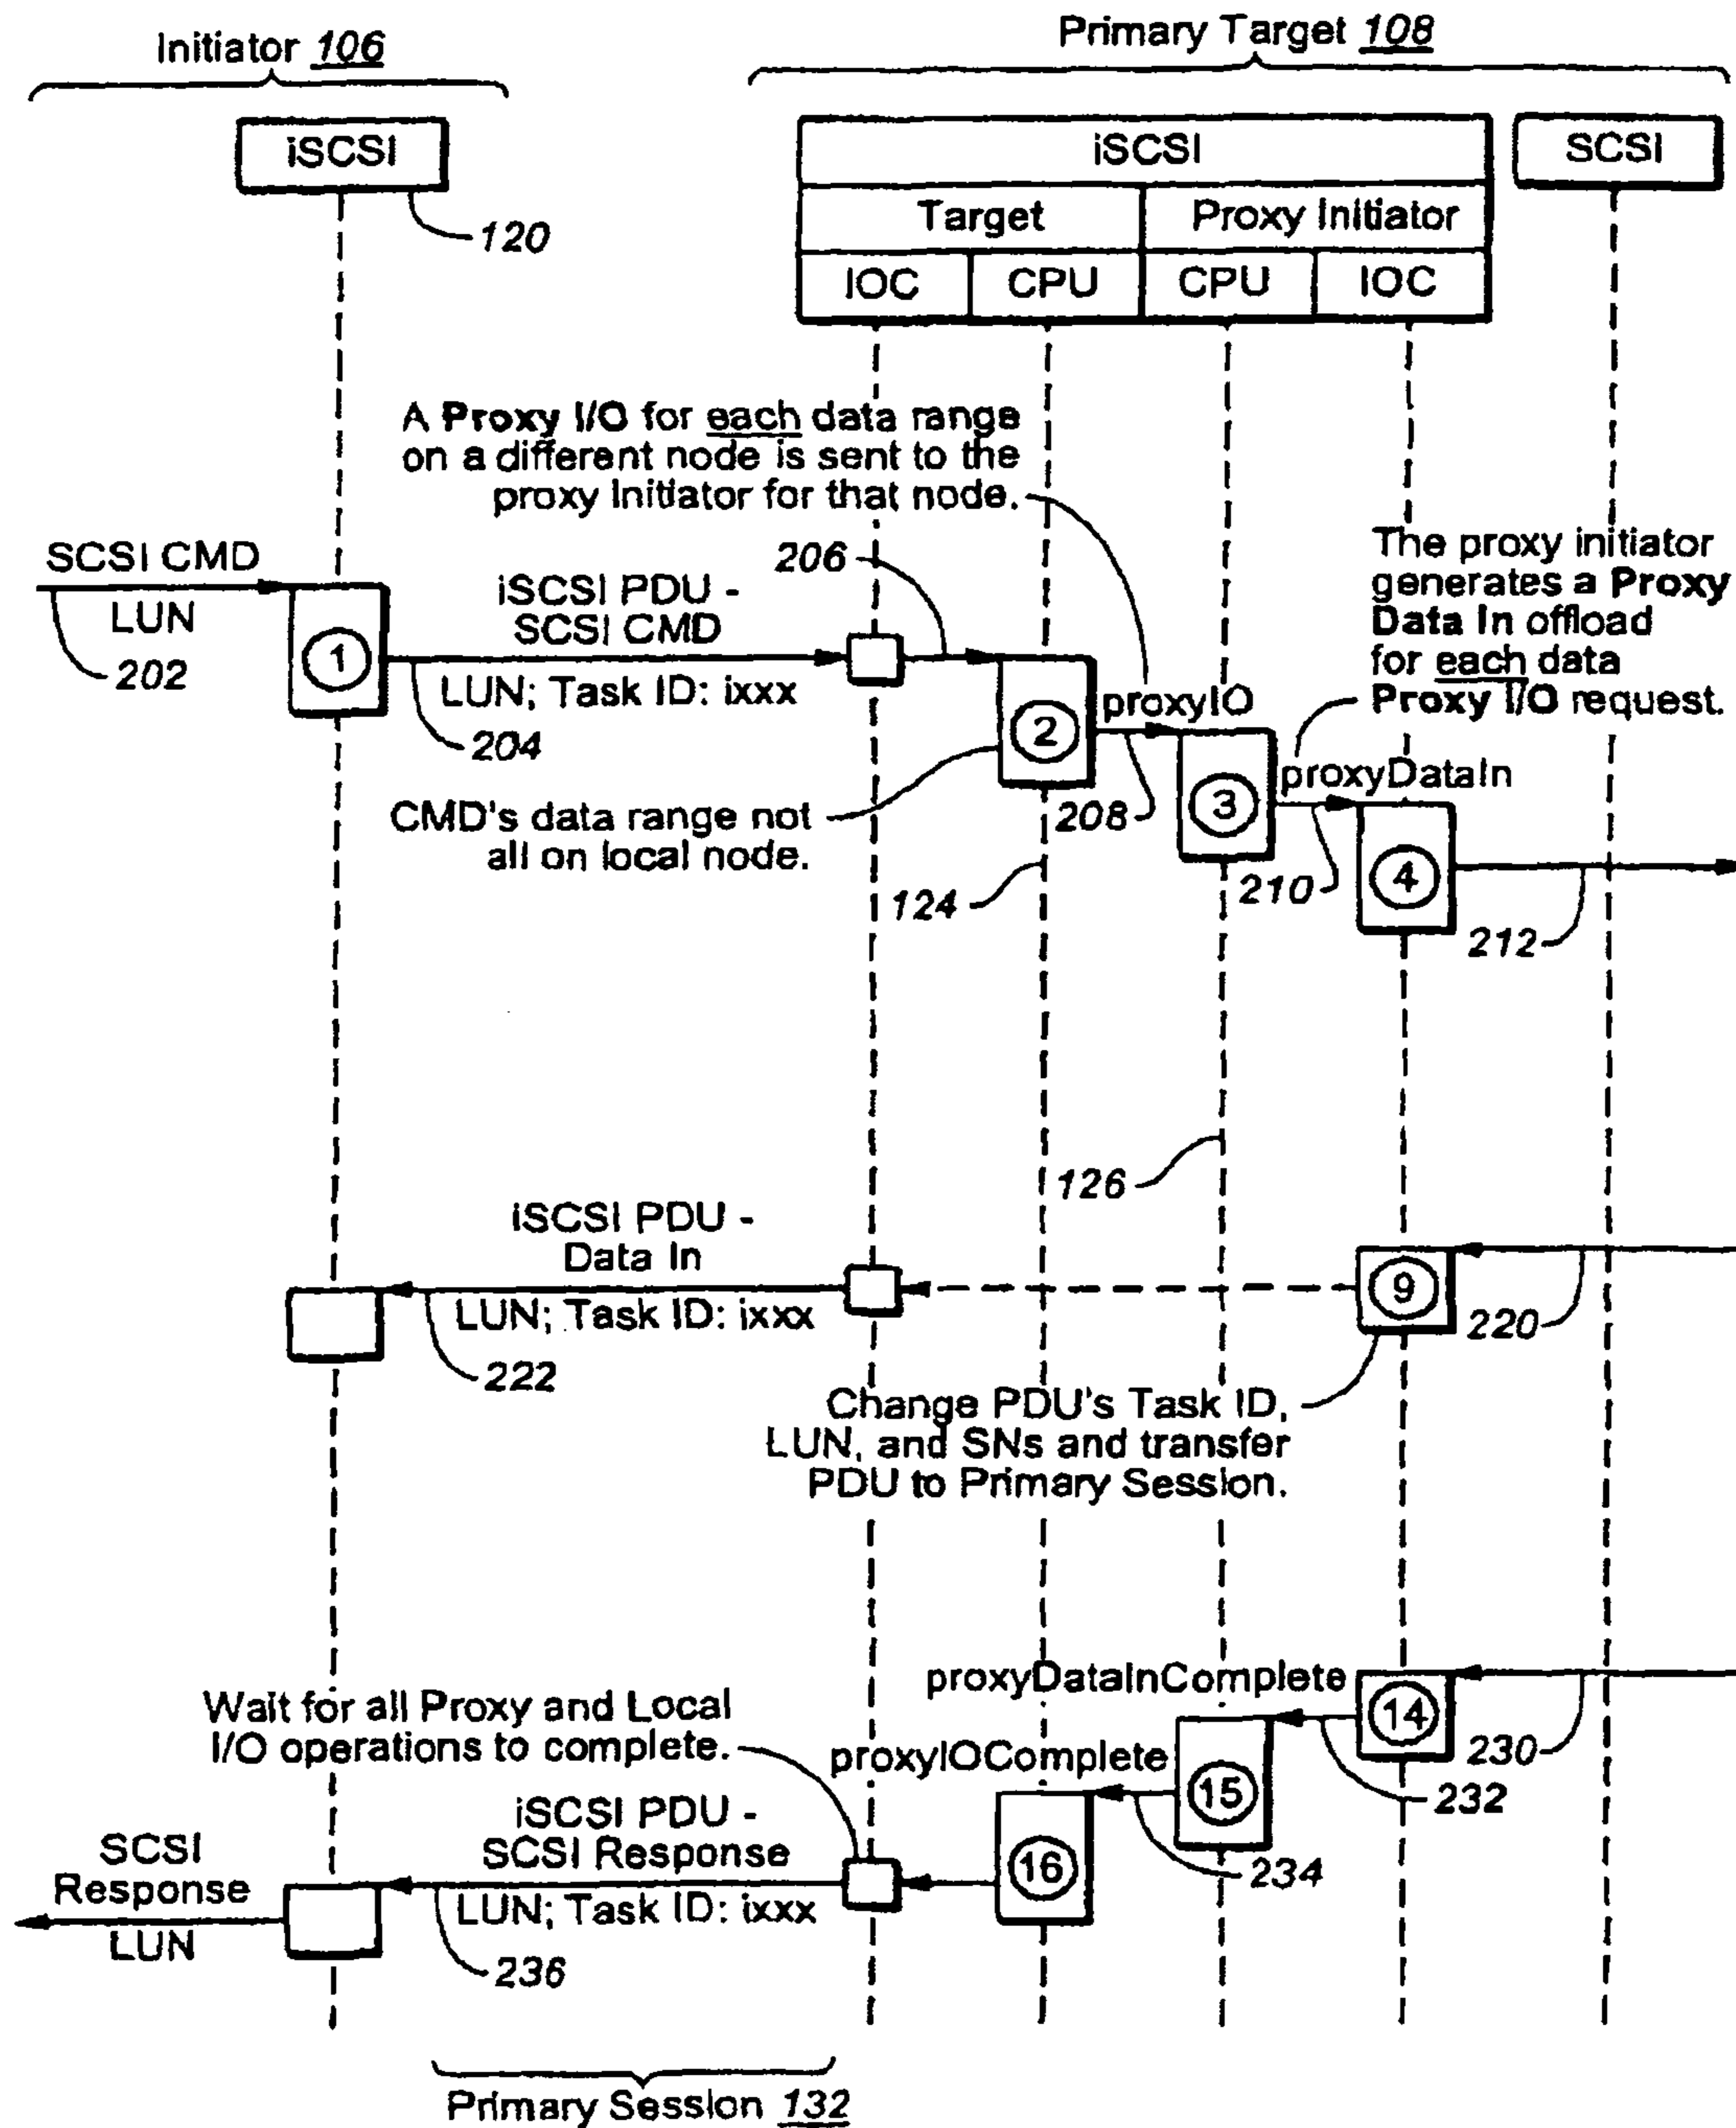 Initiator 106
Primary Target 108
iSCSI
iSCSI
SCSI
Target
Proxy Initiator
120
IOC
CPU
CPU
IOC
A Proxy I/O for each data range
on a different node is sent to the
proxy Initiator for that node.
SCSI CMD
LUN
202
1
iSCSI PDU -
SCSI CMD
LUN; Task ID: ixxx
204
206
2
proxyIO
208
The proxy initiator
generates a Proxy
Data In offload
for each data
Proxy I/O request.
3
proxyDataIn
210
4
212
CMD's data range not
all on local node.
124
126
iSCSI PDU -
Data In
LUN; Task ID: ixxx
222
9
220
Change PDU's Task ID,
LUN, and SNs and transfer
PDU to Primary Session.
proxyDataInComplete
14
230
Wait for all Proxy and Local
I/O operations to complete.
proxyIOComplete
15
232
iSCSI PDU -
SCSI Response
LUN; Task ID: ixxx
236
16
234
SCSI
Response
LUN
Primary Session 132